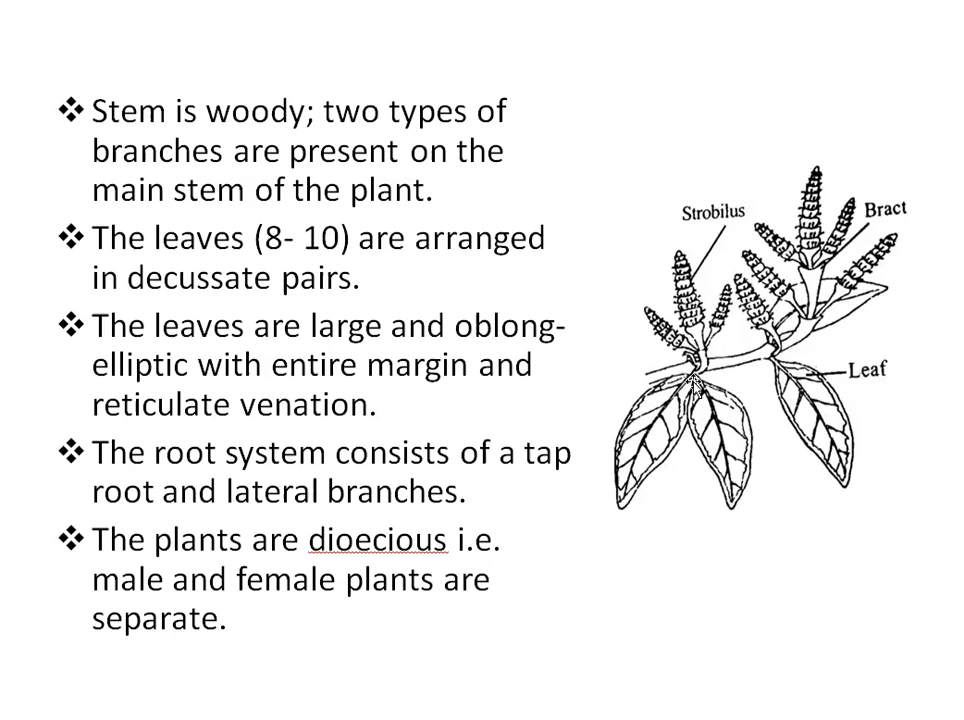 ❖ Stem is woody; two types of
branches are present on the
main stem of the plant.
❖ The leaves (8- 10) are arranged
in decussate pairs.
❖ The leaves are large and oblong-
elliptic with entire margin and
reticulate venation.
❖ The root system consists of a tap
root and lateral branches.
❖ The plants are dioecious i.e.
male and female plants are
separate.
Strobilus
Bract
Leaf